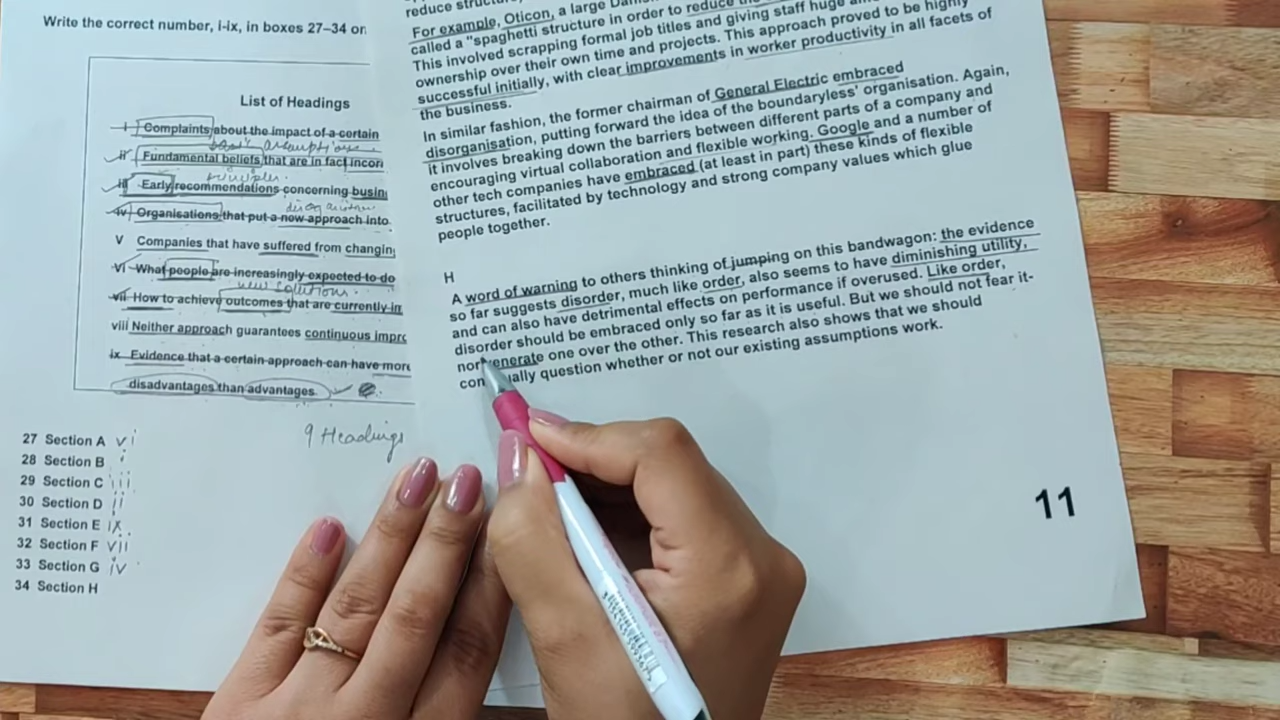 Write the correct number, i-ix, in boxes 27–34 or
List of Headings
i Complaints about the impact of a certain
basic assumptions
ii Fundamental beliefs that are in fact incor
principles.
iii Early recommendations concerning busin
iv Organisations that put a new approach into
v Companies that have suffered from changin
vi What people are increasingly expected to do
new solutions.
vii How to achieve outcomes that are currently im
viii Neither approach guarantees continuous impro
ix Evidence that a certain approach can have more
disadvantages than advantages
9 Headings
27 Section A vi
28 Section B i
29 Section C iii
30 Section D ii
31 Section E ix
32 Section F vii
33 Section G iv
34 Section H
reduce structure,
For example, Oticon, a large Danis
called a "spaghetti structure in order to reduce
This involved scrapping formal job titles and giving staff huge
ownership over their own time and projects. This approach proved to be highly
successful initially, with clear improvements in worker productivity in all facets of
the business.
In similar fashion, the former chairman of General Electric embraced
disorganisation, putting forward the idea of the boundaryless' organisation. Again,
it involves breaking down the barriers between different parts of a company and
encouraging virtual collaboration and flexible working. Google and a number of
other tech companies have embraced (at least in part) these kinds of flexible
structures, facilitated by technology and strong company values which glue
people together.
H
A word of warning to others thinking of jumping on this bandwagon: the evidence
so far suggests disorder, much like order, also seems to have diminishing utility,
and can also have detrimental effects on performance if overused. Like order,
disorder should be embraced only so far as it is useful. But we should not fear it-
nor venerate one over the other. This research also shows that we should
con ually question whether or not our existing assumptions work.
11